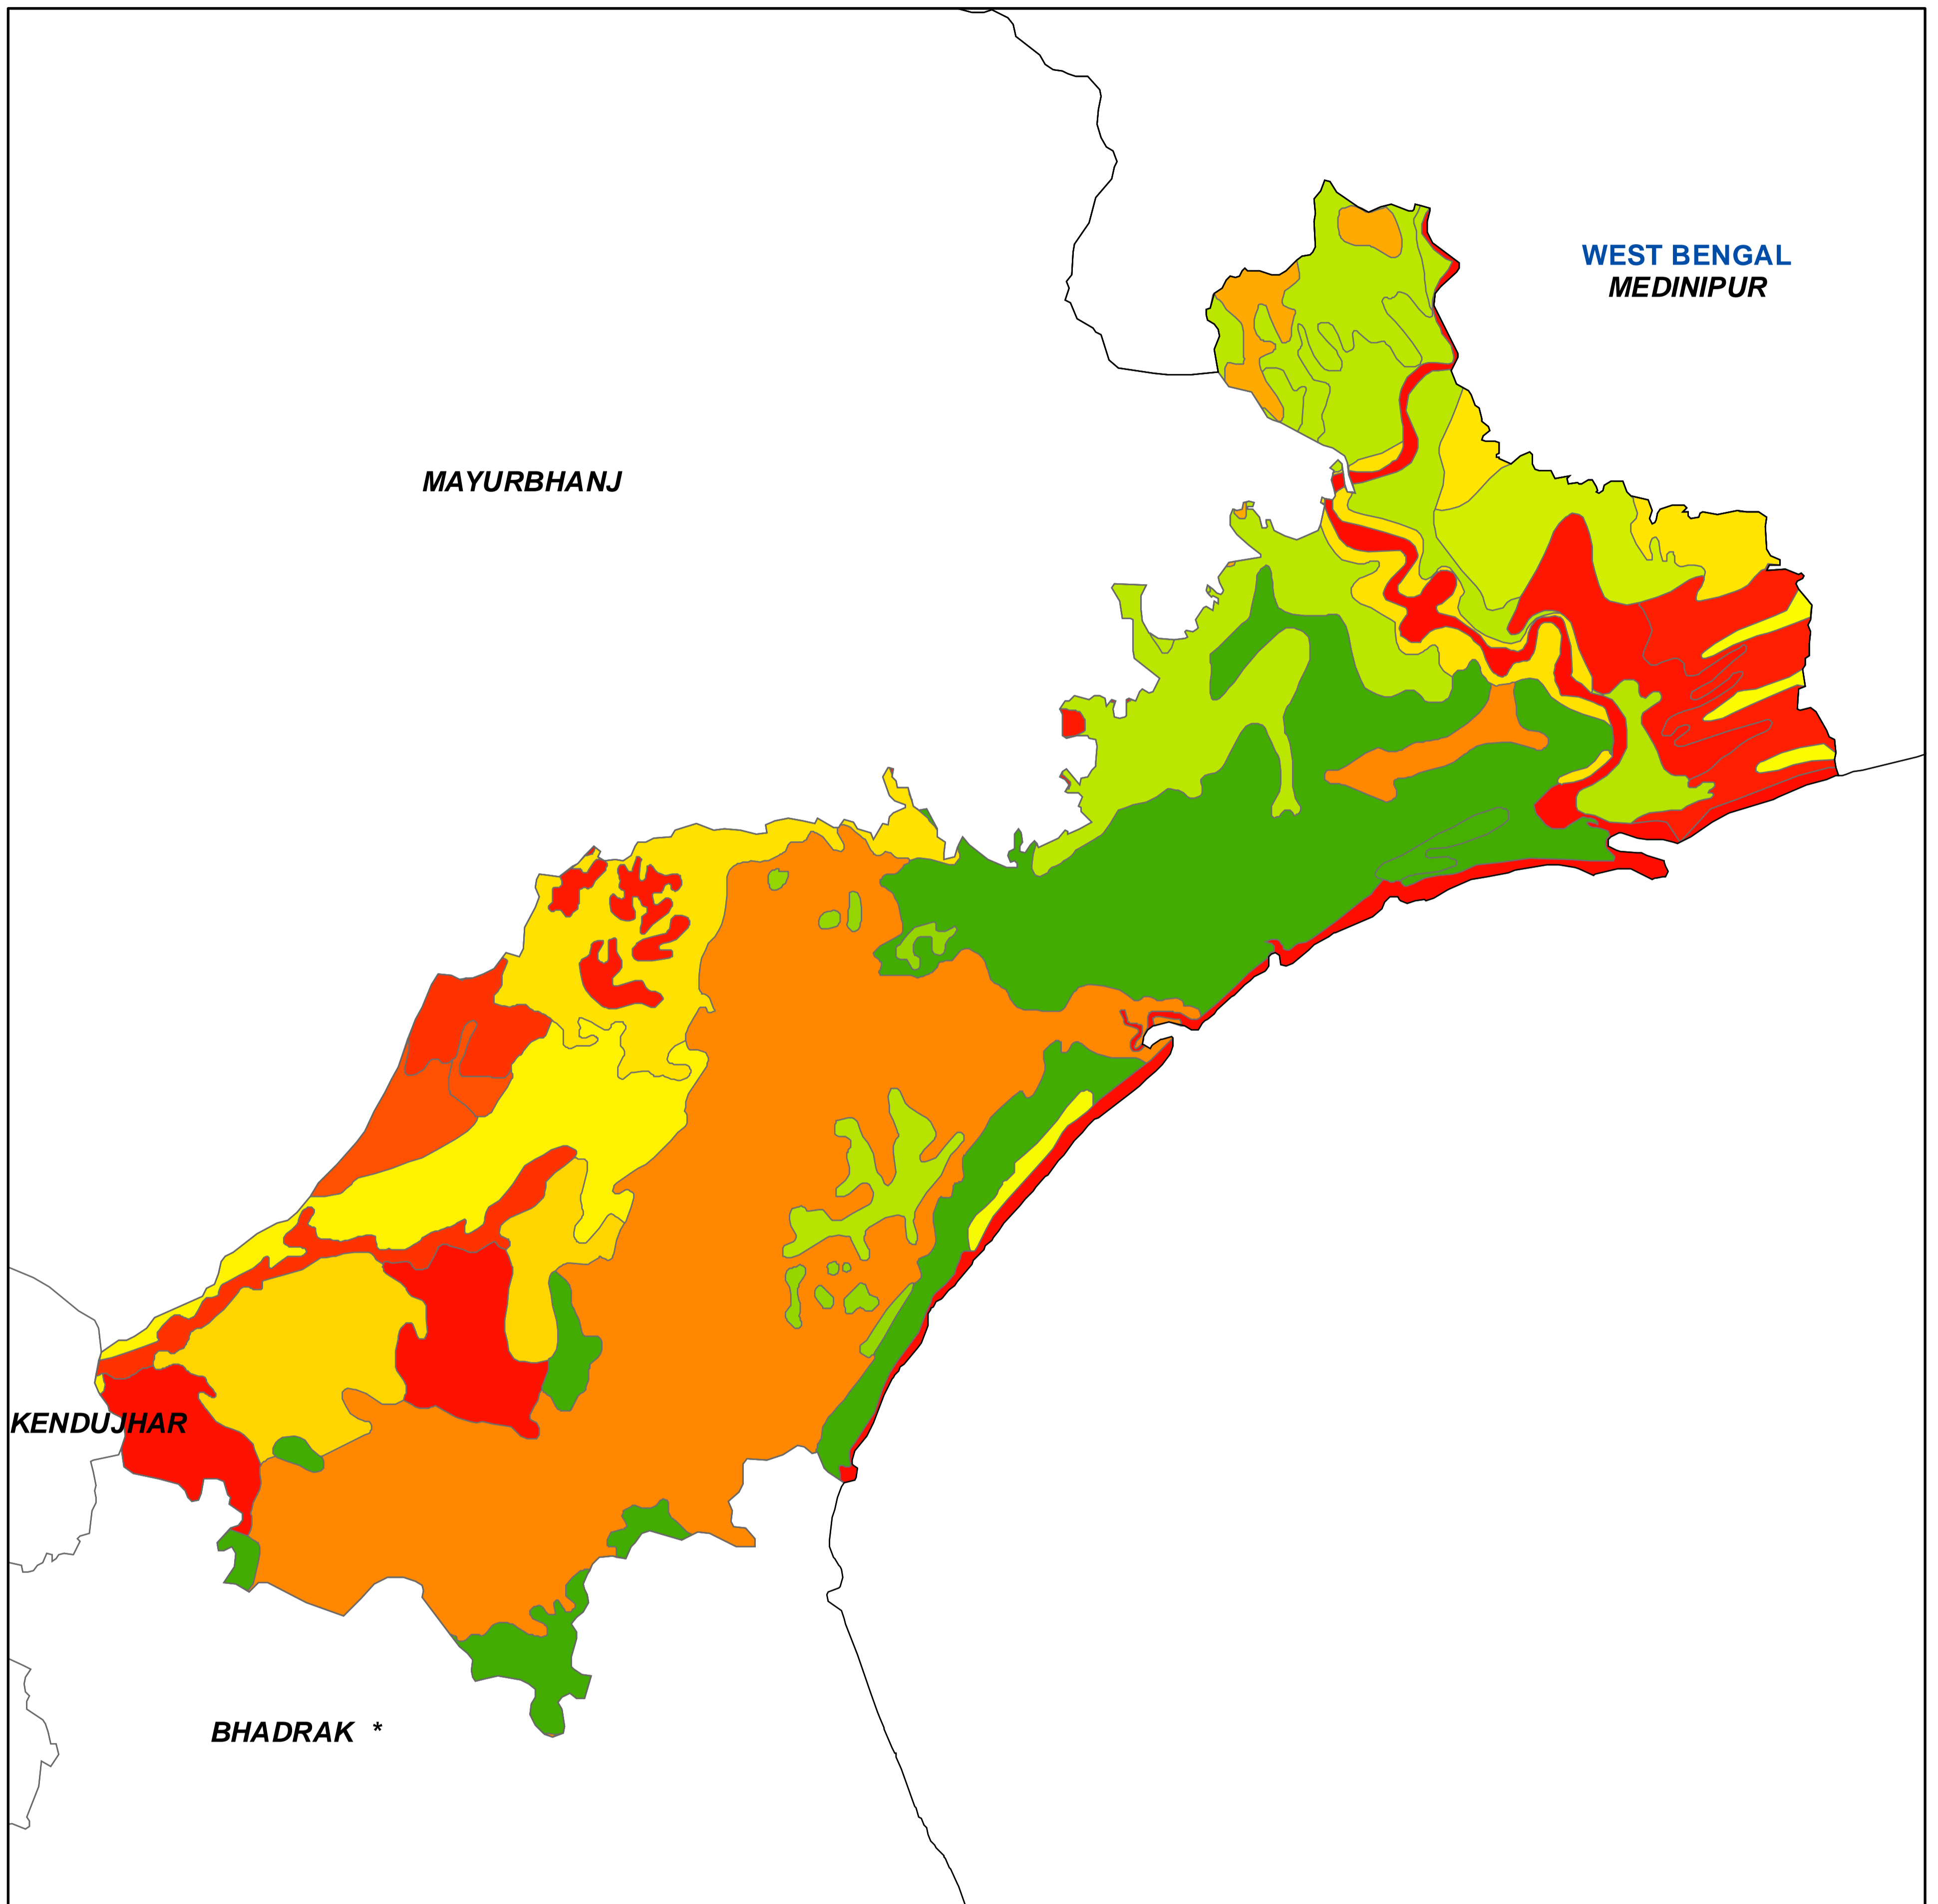 WEST BENGAL
MEDINIPUR
MAYURBHANJ
KENDUJHAR
BHADRAK *